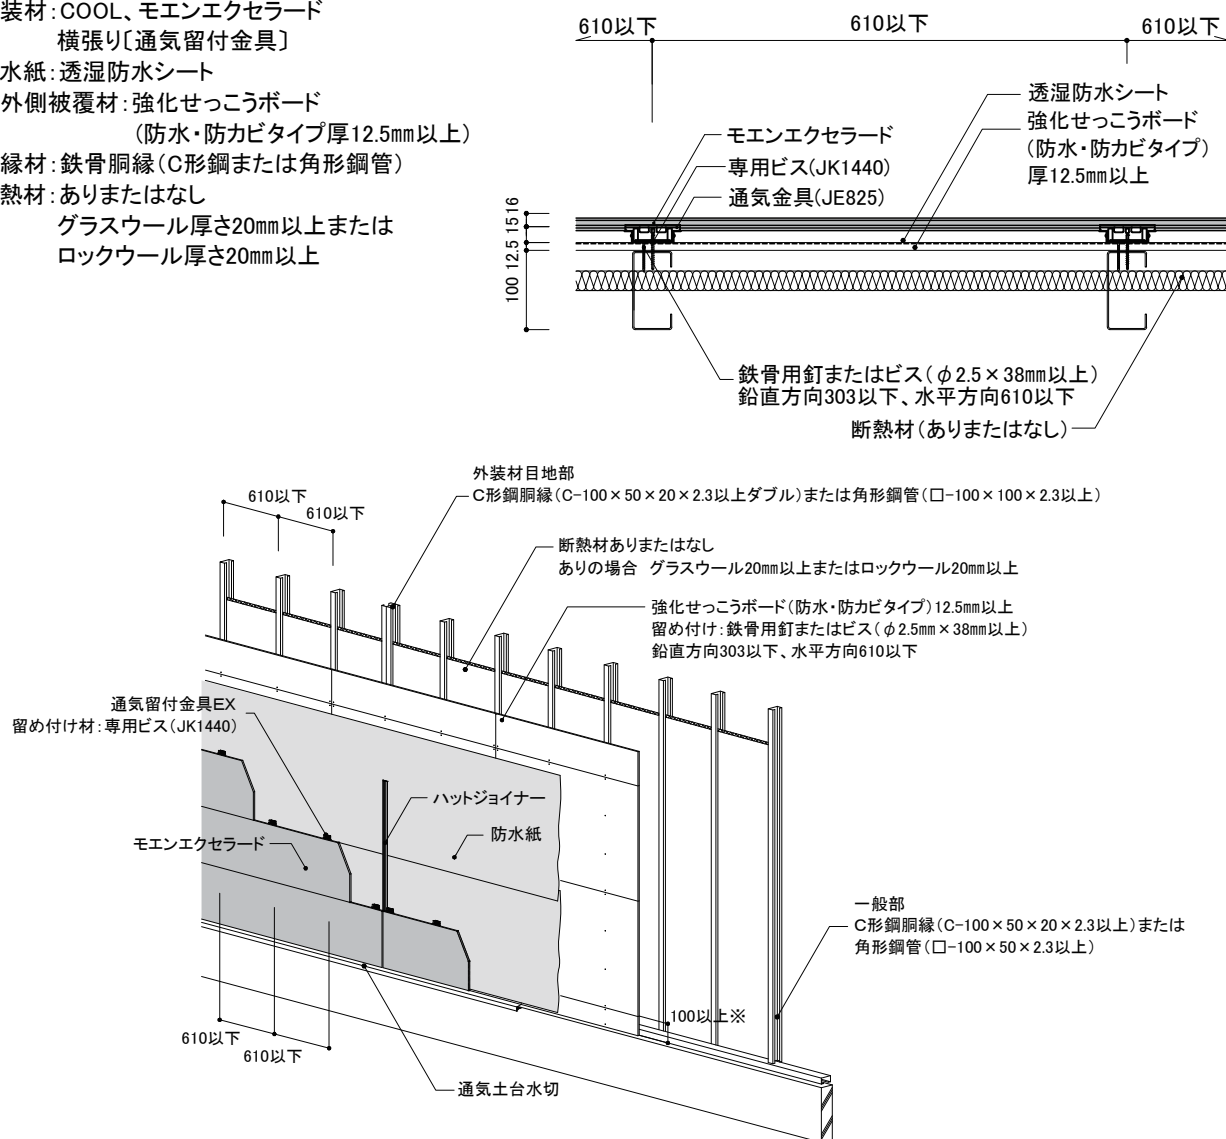 装材：COOL、モエンエクセラード
横張り〔通気留付金具〕
水紙：透湿防水シート
外側被覆材：強化せっこうボード
（防水・防カビタイプ厚12.5㎜以上）
縁材：鉄骨胴縁（C形鋼または角形鋼管）
熱材：ありまたはなし
グラスウール厚さ20㎜以上または
ロックウール厚さ20㎜以上
610以下
610以下
610以下
透湿防水シート
強化せっこうボード
（防水・防カビタイプ）
厚12.5㎜以上
モエンエクセラード
専用ビス(JK1440)
通気金具(JE825)
16
15
12.5
100
鉄骨用釘またはビス（φ2.5×38㎜以上）
鉛直方向303以下、水平方向610以下
断熱材（ありまたはなし）
外装材目地部
C形鋼胴縁（C-100×50×20×2.3以上ダブル）または角形鋼管（□-100×100×2.3以上）
610以下
610以下
断熱材ありまたはなし
ありの場合　グラスウール20㎜以上またはロックウール20㎜以上
強化せっこうボード（防水・防カビタイプ）12.5㎜以上
留め付け：鉄骨用釘またはビス（φ2.5㎜×38㎜以上）
鉛直方向303以下、水平方向610以下
通気留付金具EX
留め付け材：専用ビス(JK1440)
ハットジョイナー
防水紙
モエンエクセラード
一般部
C形鋼胴縁（C-100×50×20×2.3以上）または
角形鋼管（□-100×50×2.3以上）
100以上※
610以下
610以下
通気土台水切